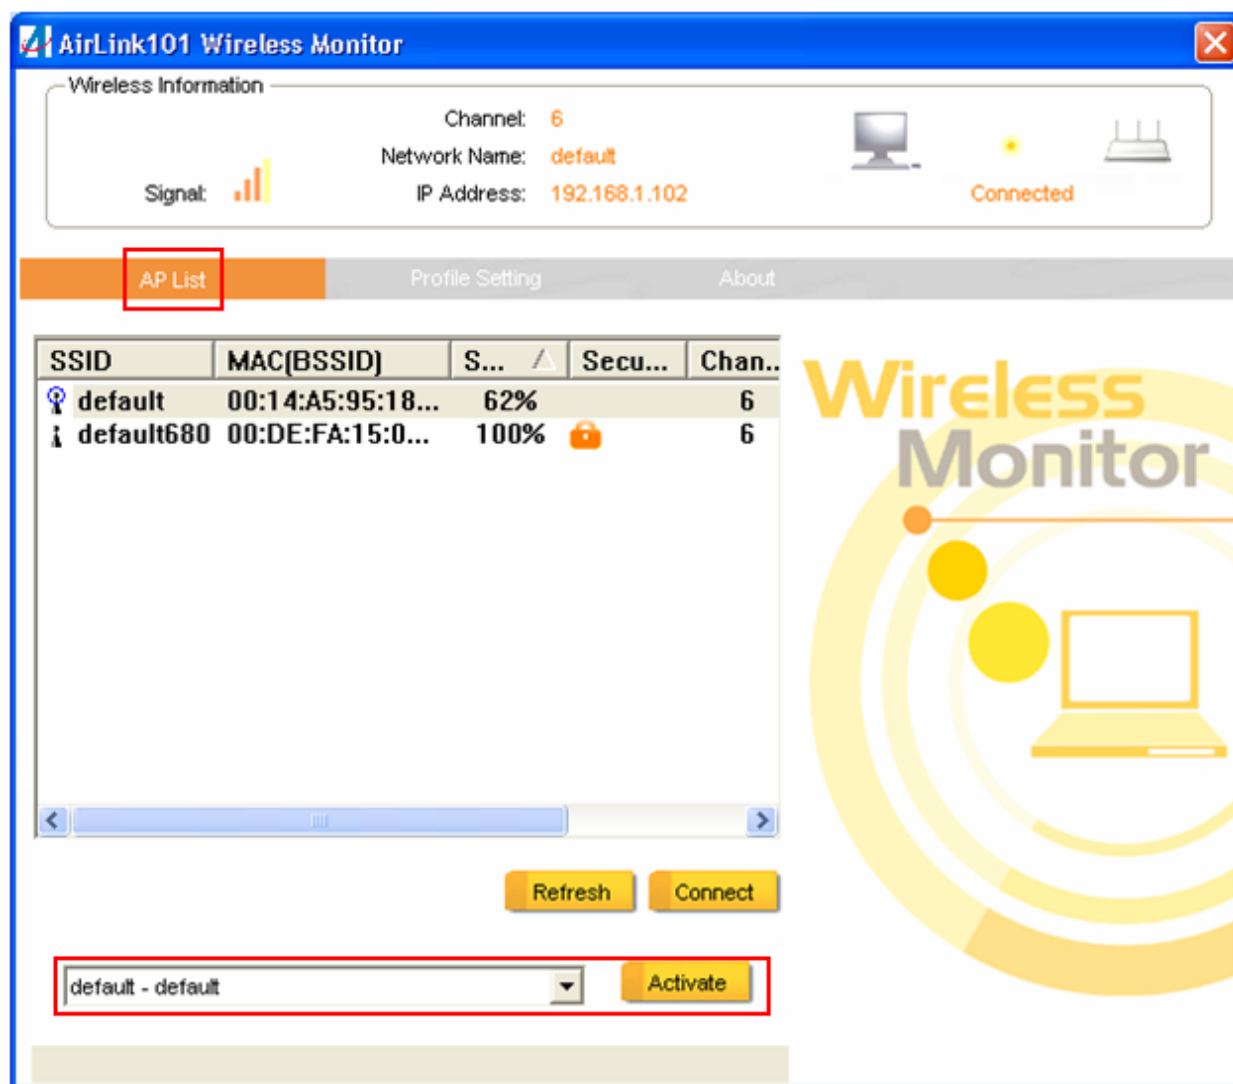 AirLink101 Wireless Monitor
Wireless Information
Channel: 6
Network Name: default
Signal: IP Address: 192.168.1.102
Connected
AP List Profile Setting About
SSID MAC(BSSID) S... Secu... Chan..
default 00:14:A5:95:18... 62% 6
default680 00:DE:FA:15:0... 100% 6
Wireless
Monitor
Refresh Connect
default - default Activate